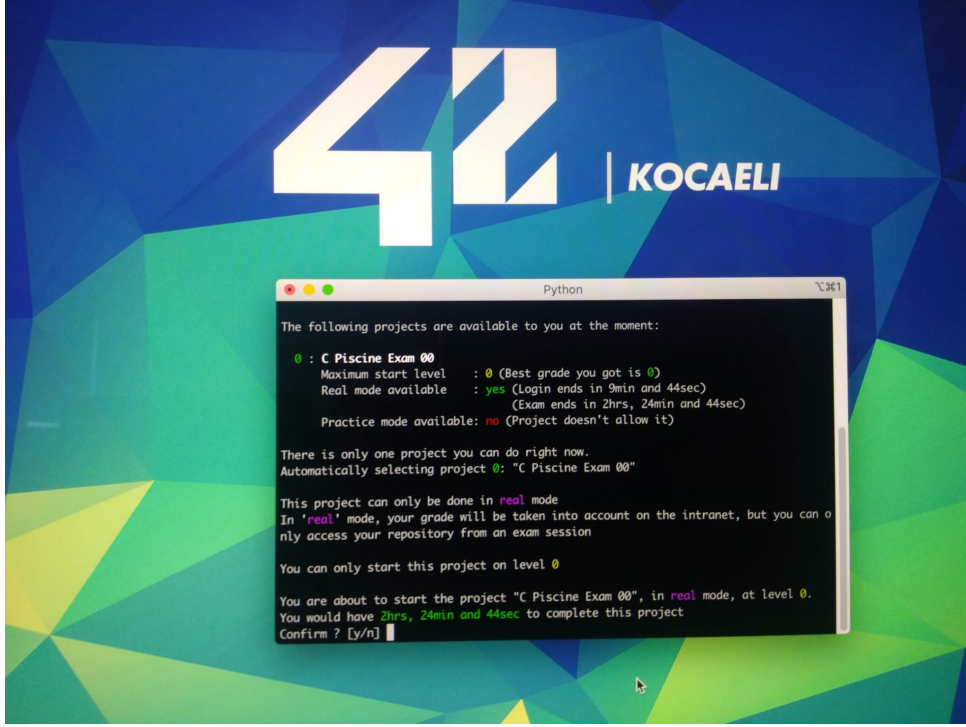 42 | KOCAELI
Python
⌥⌘1
The following projects are available to you at the moment:
0 : C Piscine Exam 00
Maximum start level : 0 (Best grade you got is 0)
Real mode available : yes (Login ends in 9min and 44sec)
(Exam ends in 2hrs, 24min and 44sec)
Practice mode available: no (Project doesn't allow it)
There is only one project you can do right now.
Automatically selecting project 0: "C Piscine Exam 00"
This project can only be done in real mode
In 'real' mode, your grade will be taken into account on the intranet, but you can o
nly access your repository from an exam session
You can only start this project on level 0
You are about to start the project "C Piscine Exam 00", in real mode, at level 0.
You would have 2hrs, 24min and 44sec to complete this project
Confirm ? [y/n]